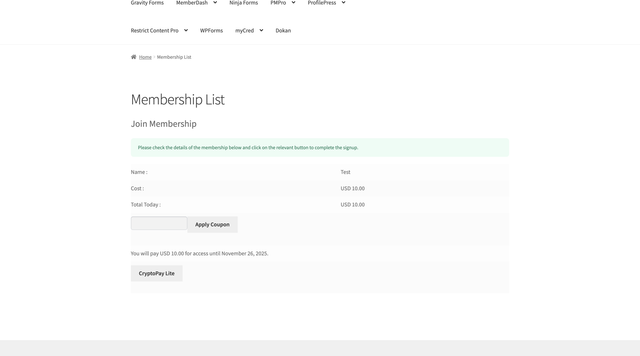 Gravity Forms MemberDash Ninja Forms PMPro ProfilePress
Restrict Content Pro WPForms myCred Dokan
Home Membership List
Membership List
Join Membership
Please check the details of the membership below and click on the relevant button to complete the signup.
Name : Test
Cost : USD 10.00
Total Today : USD 10.00
Apply Coupon
You will pay USD 10.00 for access until November 26, 2025.
CryptoPay Lite